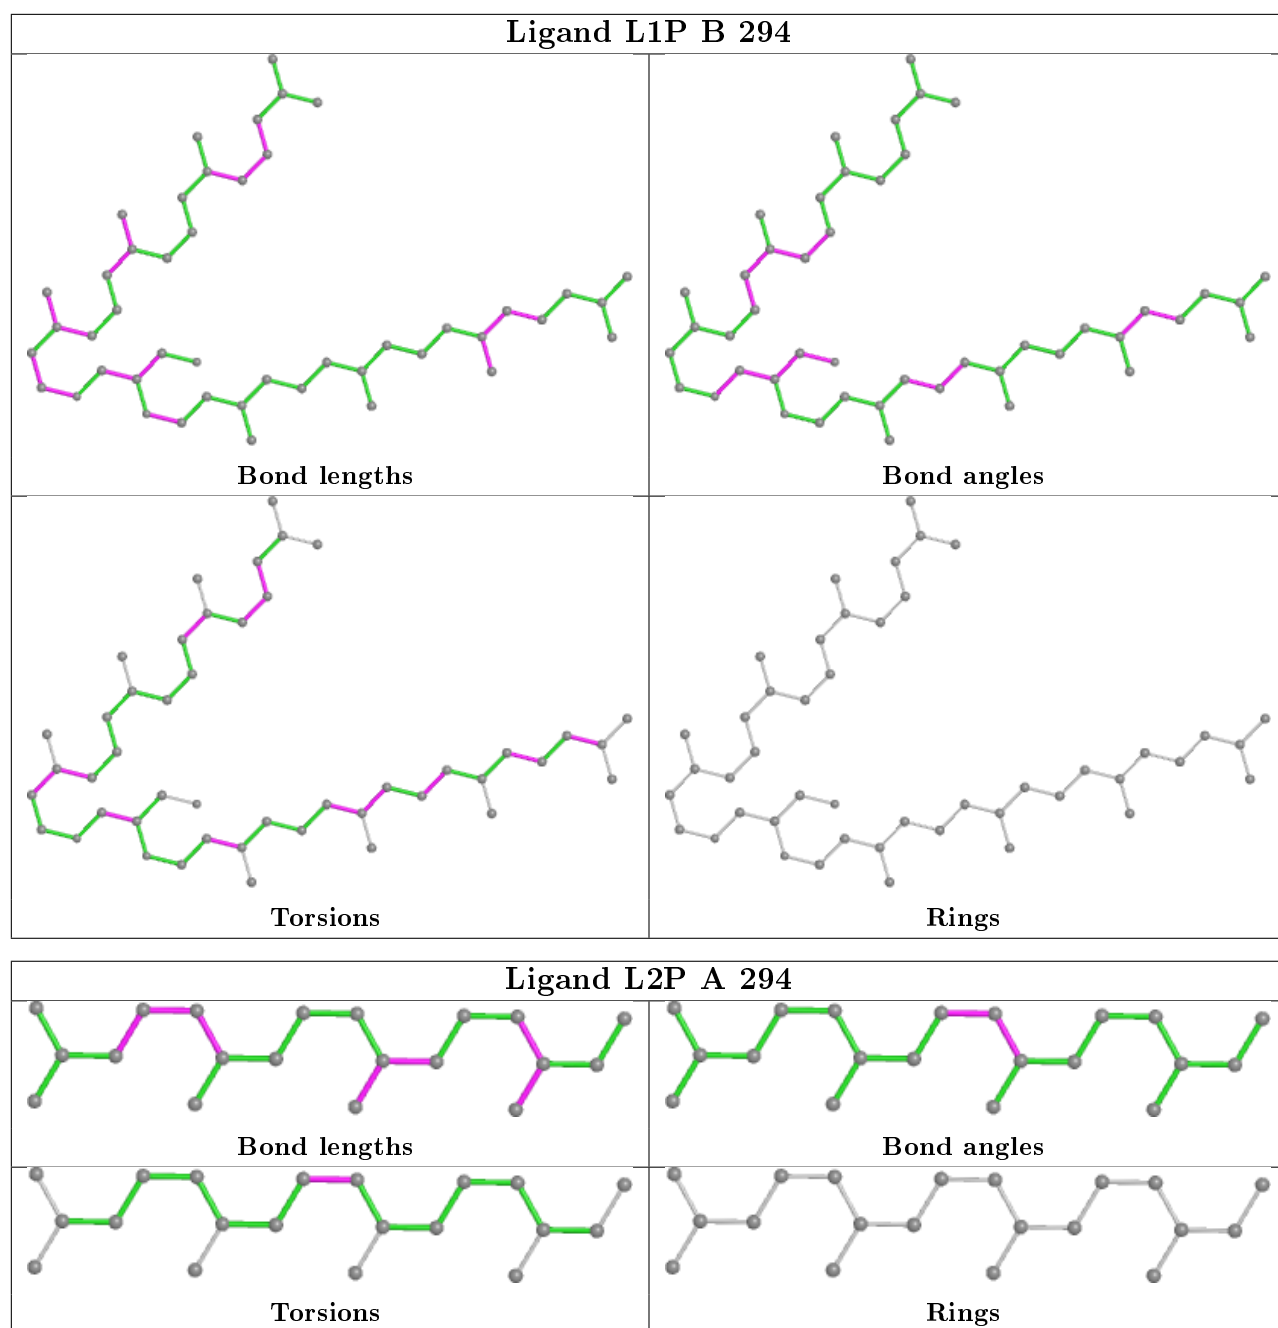 Ligand L1P B 294
Bond lengths
Bond angles
Torsions
Rings
Ligand L2P A 294
Bond lengths
Bond angles
Torsions
Rings